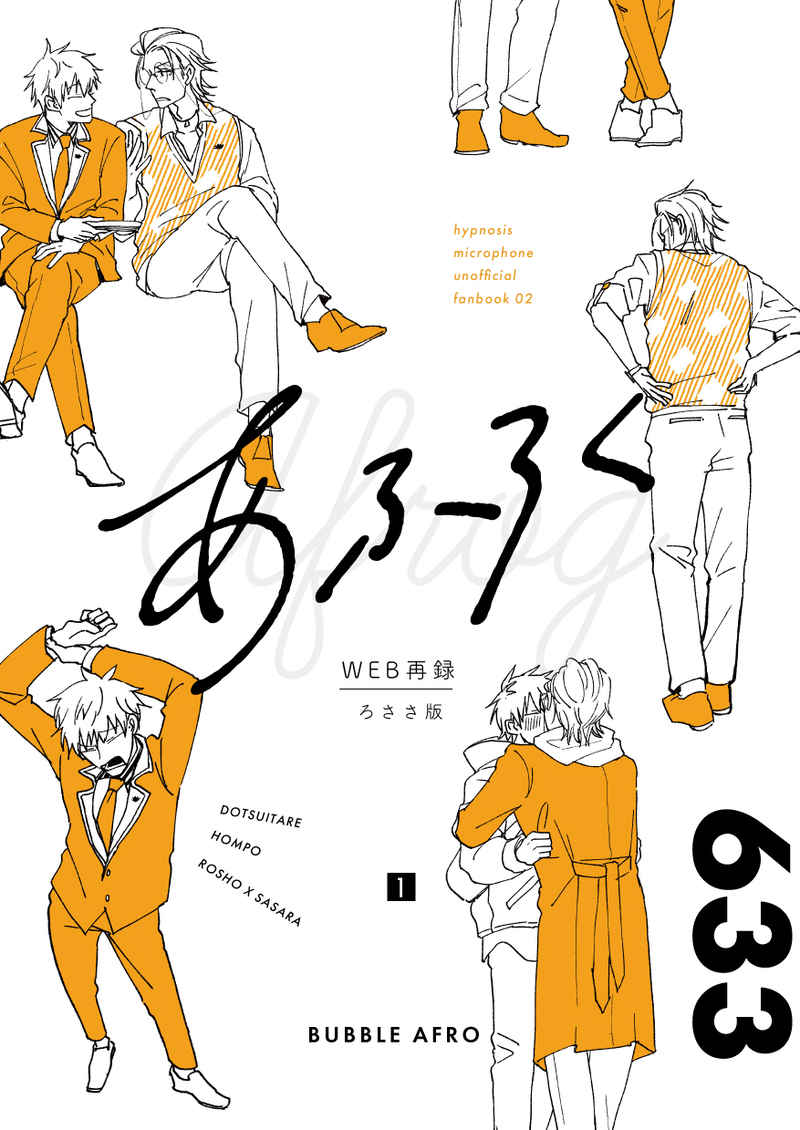 hypnosis
microphone
unofficial
fanbook 02
あふーろく
Afrog
WEB再録
ろささ版
DOTSUITARE
HOMPO
ROSHO X SASARA
1
633
BUBBLE AFRO